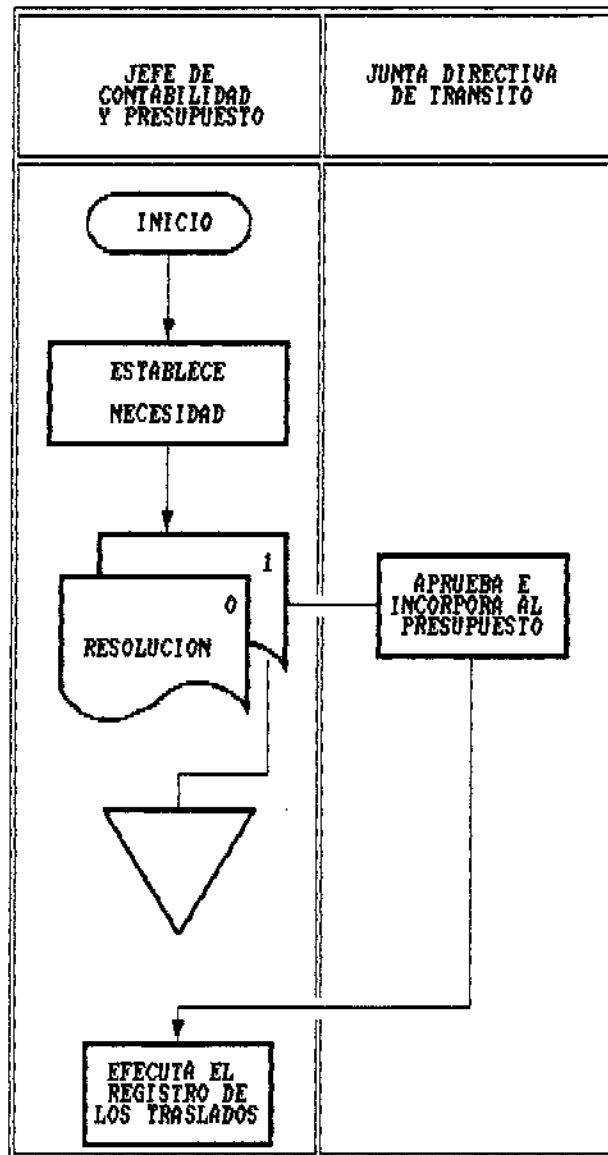 JEFE DE
CONTABILIDAD
Y PRESUPUESTO
JUNTA DIRECTIVA
DE TRANSITO
INICIO
ESTABLECE
NECESIDAD
1
0
RESOLUCION
APRUEBA E
INCORPORA AL
PRESUPUESTO
EFECUTA EL
REGISTRO DE
LOS TRASLADOS